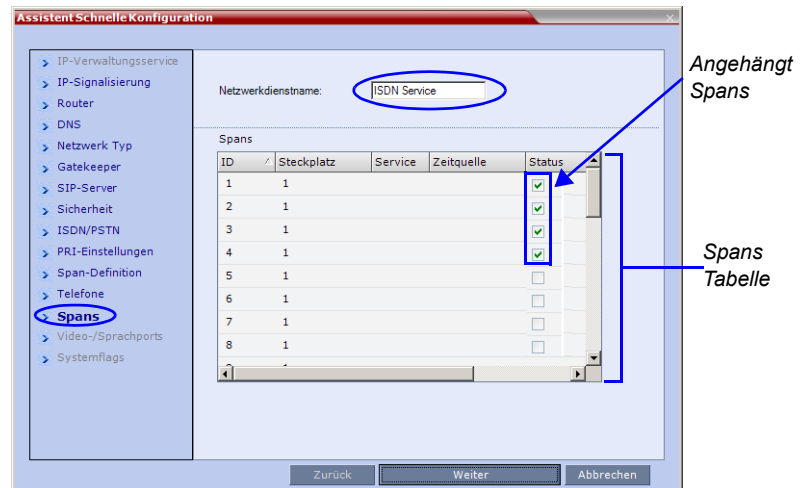 Assistent Schnelle Konfiguration
IP-Verwaltungsservice
IP-Signalisierung
Router
DNS
Netzwerk Typ
Gatekeeper
SIP-Server
Sicherheit
ISDN/PSTN
PRI-Einstellungen
Span-Definition
Telefone
Spans
Video-/Sprachports
Systemflags
Netzwerkdienstname: ISDN Service
Spans
ID Steckplatz Service Zeitquelle Status
1 1
2 1
3 1
4 1
5 1
6 1
7 1
8 1
Angehängt
Spans
Spans
Tabelle
Zurück Weiter Abbrechen